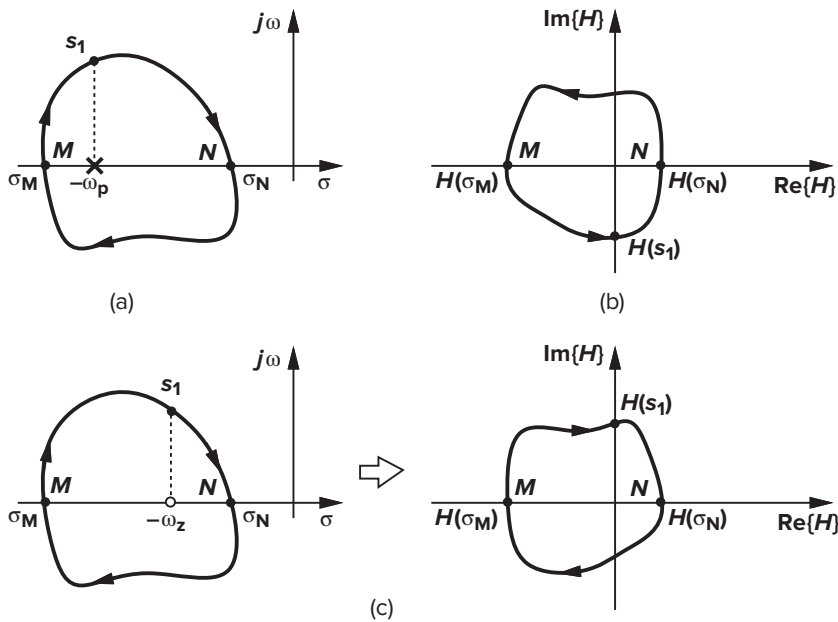 jω
s1
M
N
σM
−ωp
σN
σ
(a)
Im{H}
M
N
H(σM)
H(σN)
Re{H}
H(s1)
(b)
jω
s1
M
N
σM
−ωz
σN
σ
Im{H}
H(s1)
M
N
H(σM)
H(σN)
Re{H}
(c)